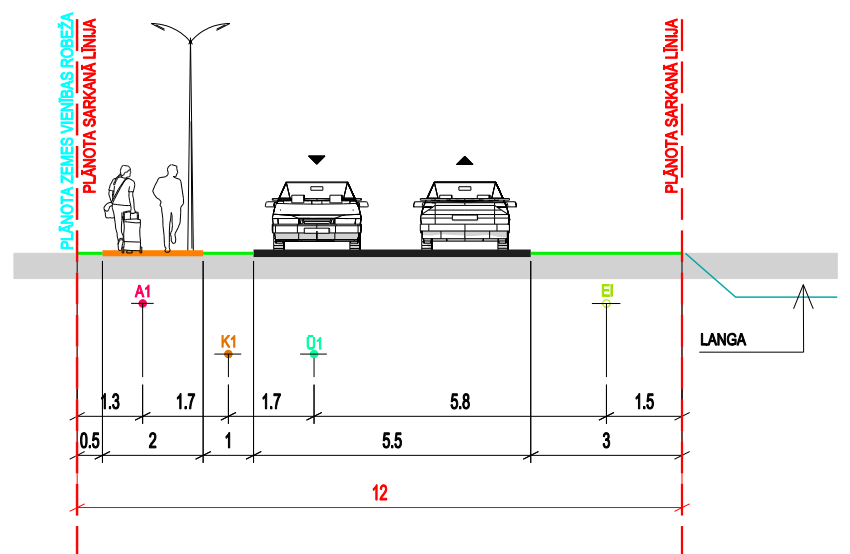 PLĀNOTA ZEMES VIENĪBAS ROBEŽA
PLĀNOTA SARKANĀ LĪNIJA
PLĀNOTA SARKANĀ LĪNIJA
A1
EI
K1
Ū1
LANGA
1.3
1.7
1.7
5.8
1.5
0.5
2
1
5.5
3
12